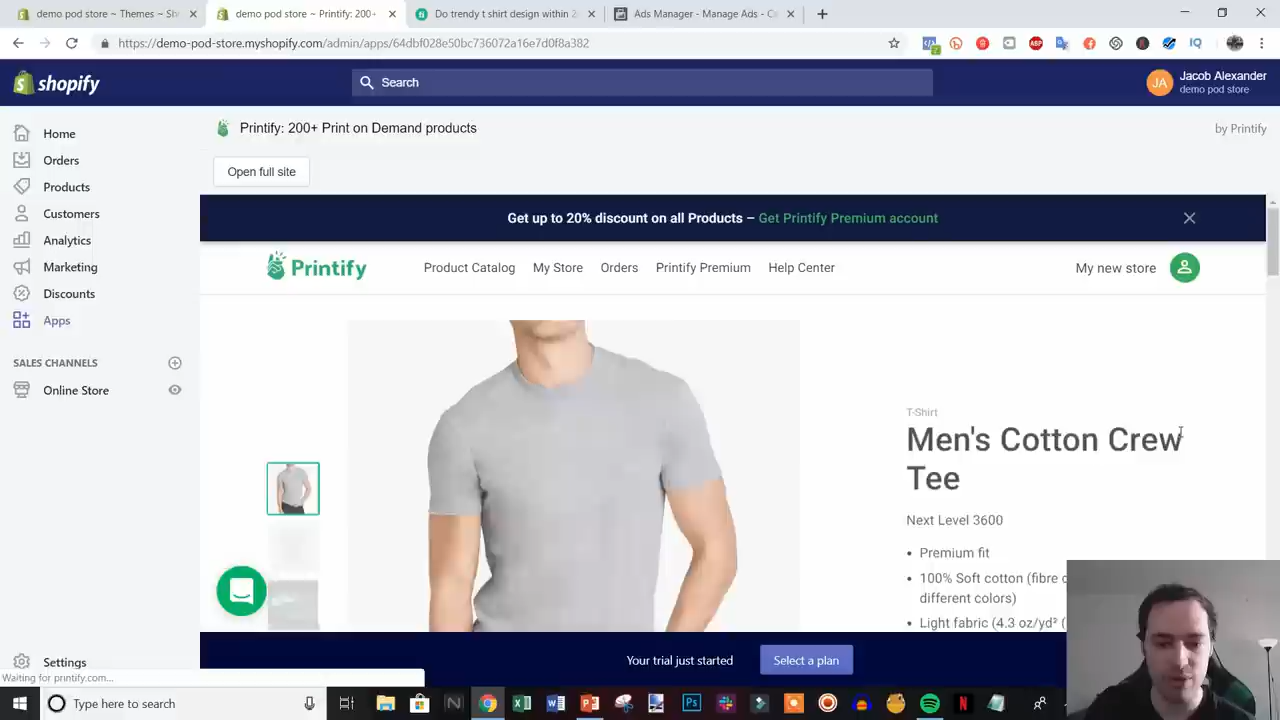 demo pod store ~ Themes ~ Sh
demo pod store ~ Printify: 200+
Do trendy t shirt design within 2
Ads Manager - Manage Ads - C
https://demo-pod-store.myshopify.com/admin/apps/64dbf028e50bc736072a16e7d0f8a382
ABP
IQ
shopify
Search
JA
Jacob Alexander
demo pod store
Home
Orders
Products
Customers
Analytics
Marketing
Discounts
Apps
SALES CHANNELS
Online Store
Settings
Printify: 200+ Print on Demand products
by Printify
Open full site
Get up to 20% discount on all Products – Get Printify Premium account
Printify
Product Catalog
My Store
Orders
Printify Premium
Help Center
My new store
T-Shirt
Men's Cotton Crew
Tee
Next Level 3600
Premium fit
100% Soft cotton (fibre c
different colors)
Light fabric (4.3 oz/yd² (
Your trial just started
Select a plan
Waiting for printify.com...
Type here to search
Ps